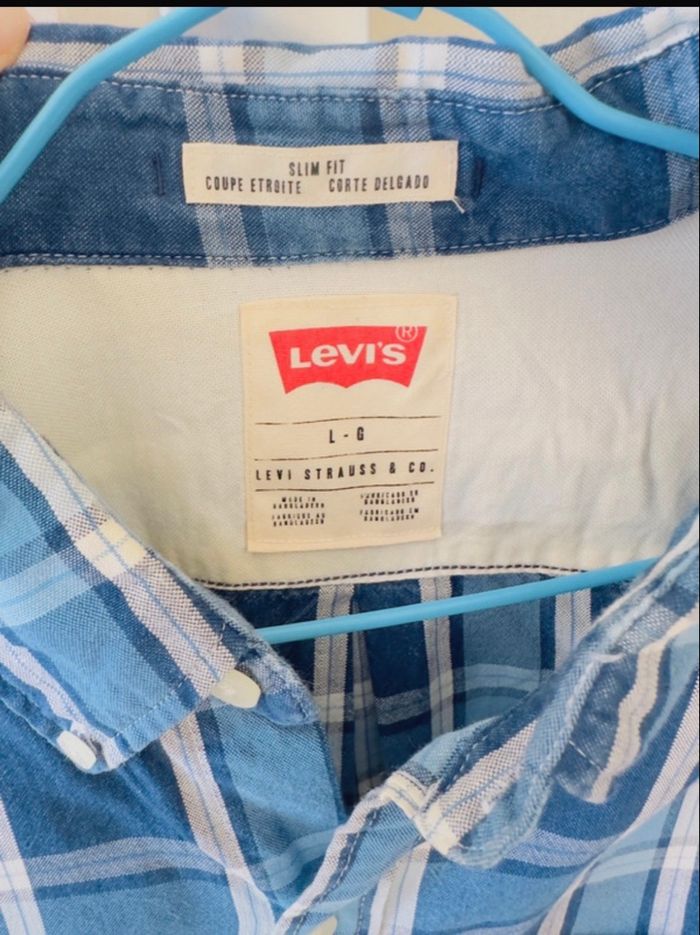 SLIM FIT
COUPE ETROITE CORTE DELGADO
LEVI'S®
L - G
LEVI STRAUSS & CO.
MADE IN BANGLADESH
FABRICADO EN BANGLADESH
FABRIQUE AU BANGLADESH
FABRICADO EM BANGLADESH